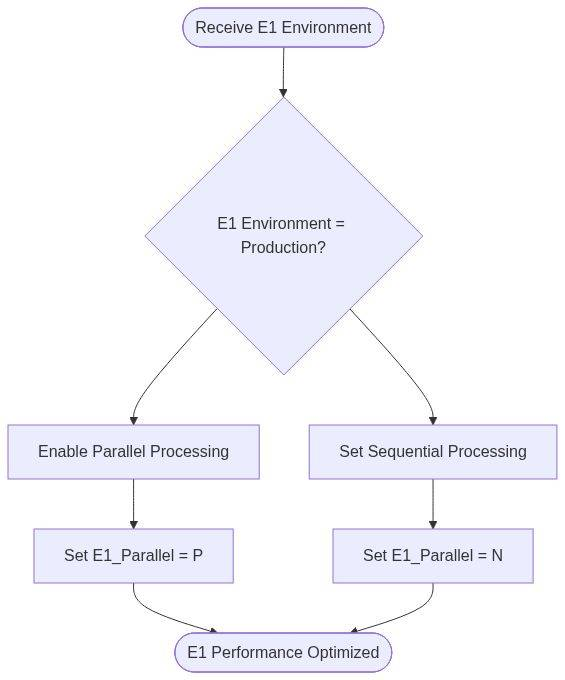 Receive E1 Environment
E1 Environment =
Production?
Enable Parallel Processing
Set Sequential Processing
Set E1_Parallel = P
Set E1_Parallel = N
E1 Performance Optimized